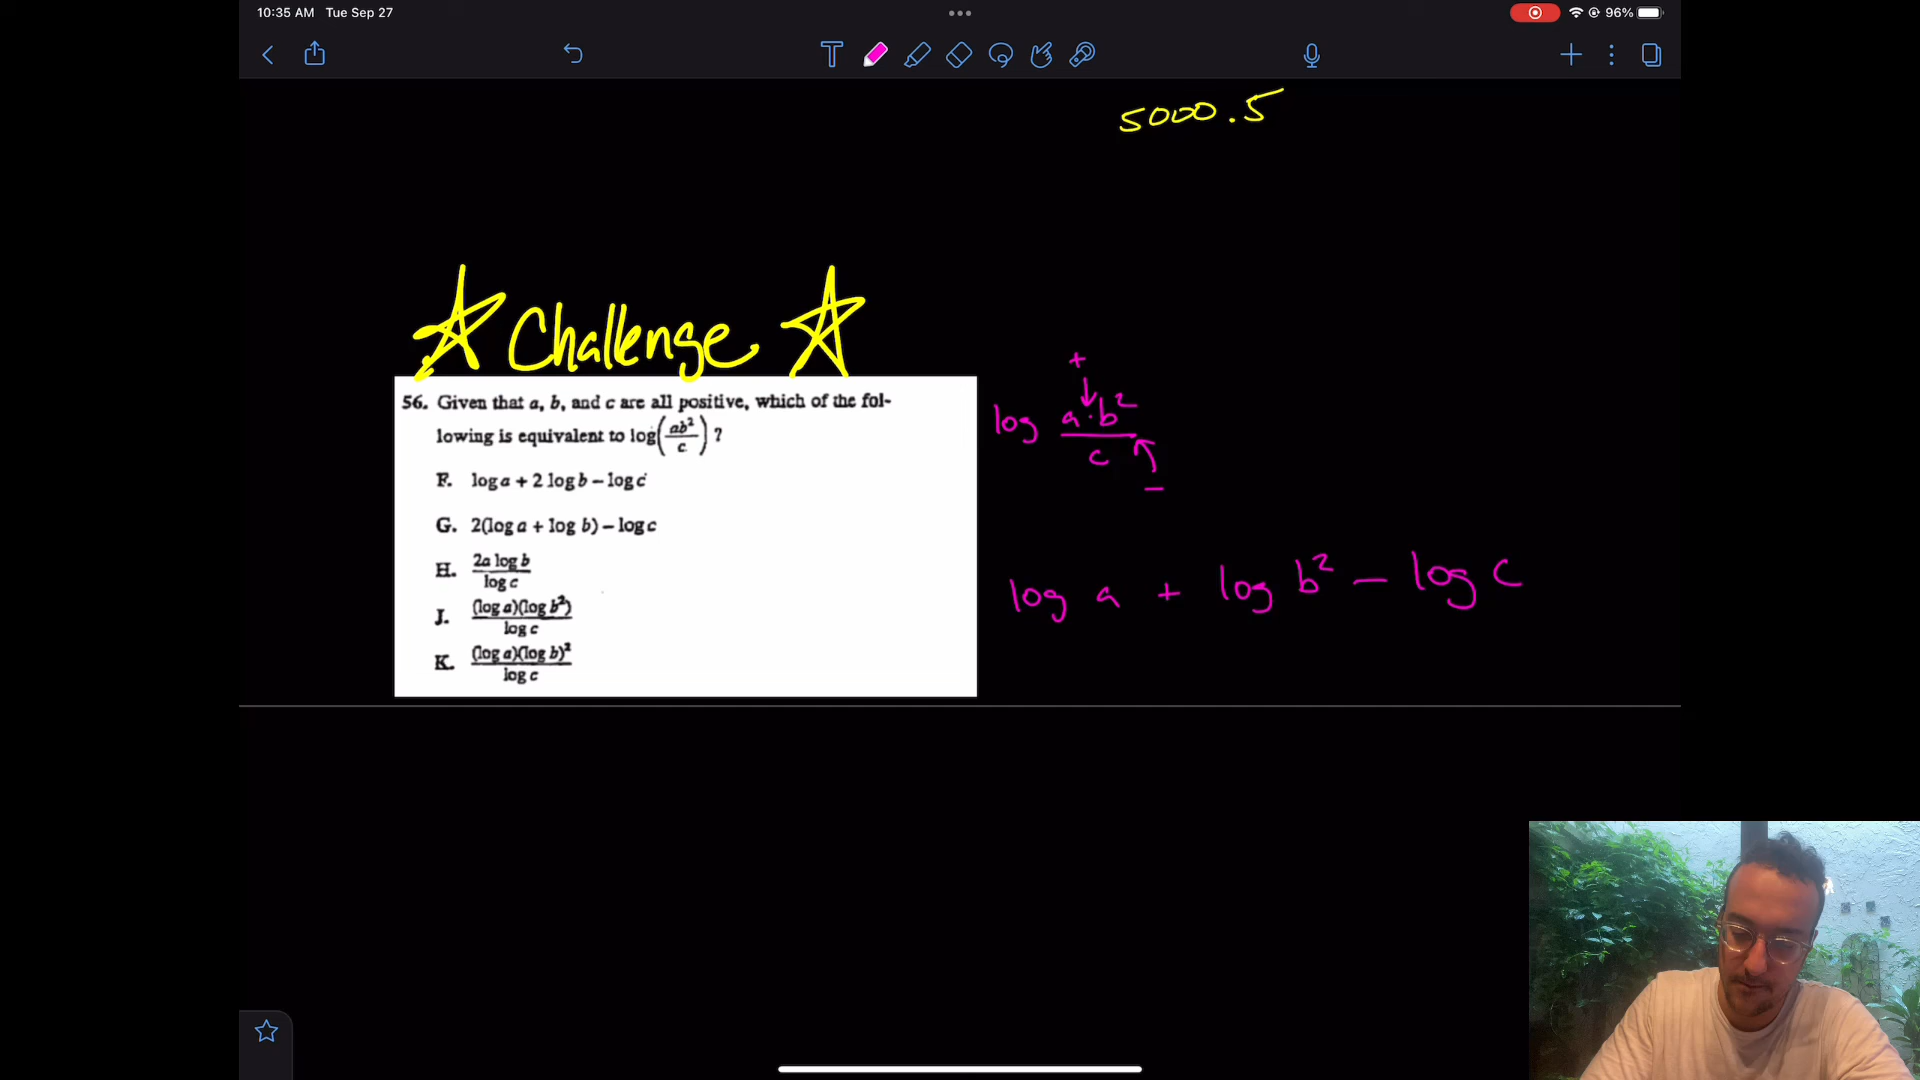 10:35 AM Tue Sep 27
96%
5000.5
Challenge
56. Given that a, b, and c are all positive, which of the fol-
lowing is equivalent to log(ab²/c) ?
F. log a + 2 log b – log c
G. 2(log a + log b) – log c
H. 2a log b / log c
J. (log a)(log b²) / log c
K. (log a)(log b)² / log c
+
log a·b² / c
–
log a + log b² – log c